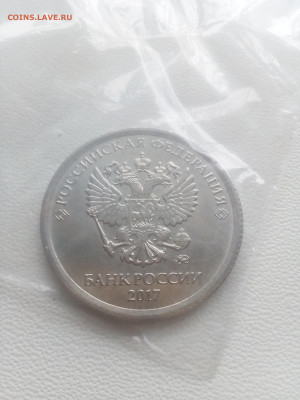 COINS.LAVE.RU
РОССИЙСКАЯ ФЕДЕРАЦИЯ
БАНК РОССИИ
2017